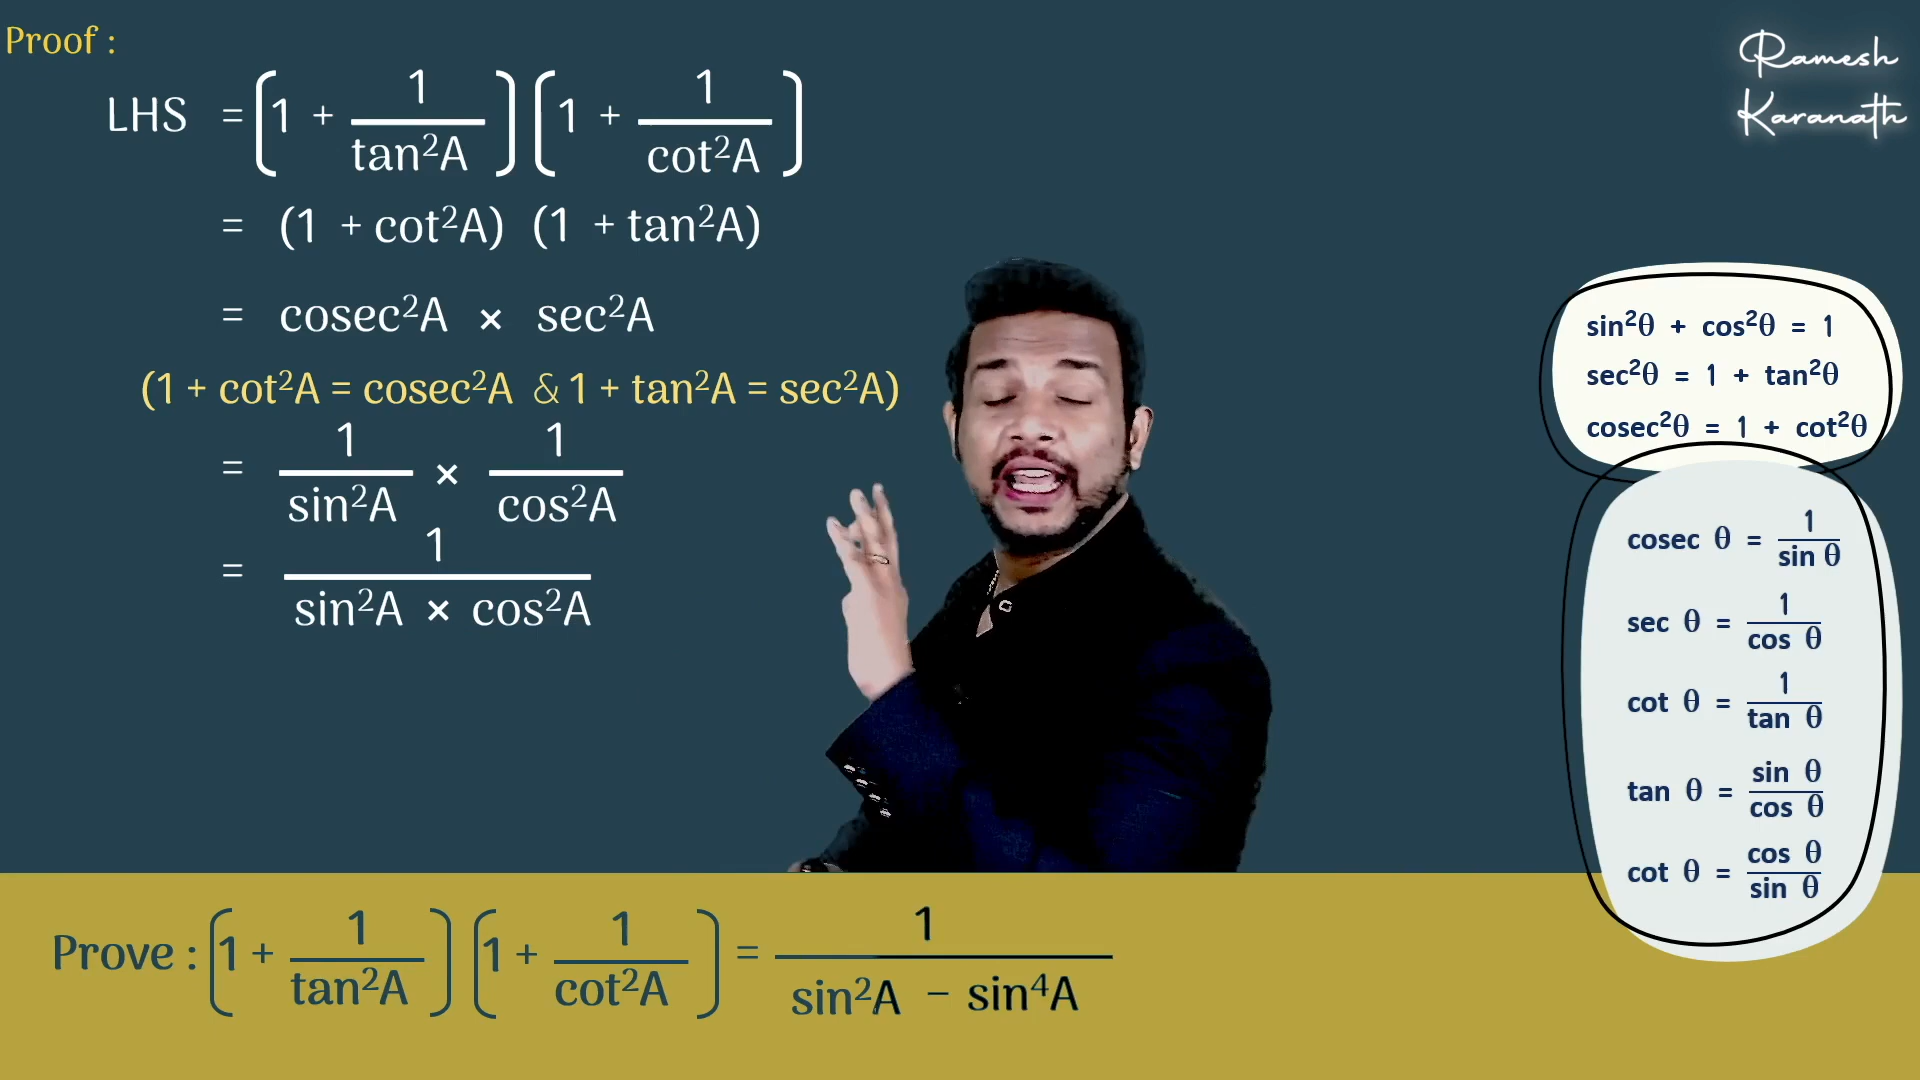 Proof :
LHS = (1 + 1/tan²A) (1 + 1/cot²A)
= (1 + cot²A) (1 + tan²A)
= cosec²A × sec²A
(1 + cot²A = cosec²A & 1 + tan²A = sec²A)
= 1/sin²A × 1/cos²A
= 1/(sin²A × cos²A)
Ramesh
Karanath
sin²θ + cos²θ = 1
sec²θ = 1 + tan²θ
cosec²θ = 1 + cot²θ
cosec θ = 1/sin θ
sec θ = 1/cos θ
cot θ = 1/tan θ
tan θ = sin θ/cos θ
cot θ = cos θ/sin θ
Prove : (1 + 1/tan²A) (1 + 1/cot²A) = 1/(sin²A − sin⁴A)